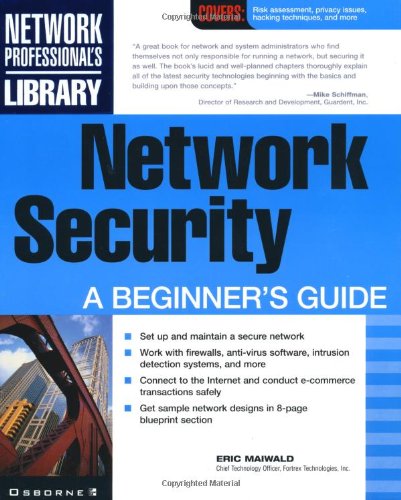 Copyrighted Material
NETWORK
PROFESSIONAL'S
LIBRARY
COVERS:
Risk assessment, privacy issues,
hacking techniques, and more
"A great book for network and system administrators who find
themselves not only responsible for running a network, but securing
it as well. The book's lucid and well-planned chapters thoroughly explain
all of the latest security technologies beginning with the basics and
building upon those concepts."
—Mike Schiffman,
Director of Research and Development, Guardent, Inc.
Network
Security
A BEGINNER'S GUIDE
Set up and maintain a secure network
Work with firewalls, anti-virus software, intrusion
detection systems, and more
Connect to the Internet and conduct e-commerce
transactions safely
Get sample network designs in 8-page
blueprint section
ERIC MAIWALD
Chief Technology Officer, Fortrex Technologies, Inc.
OSBORNE
Copyrighted Material